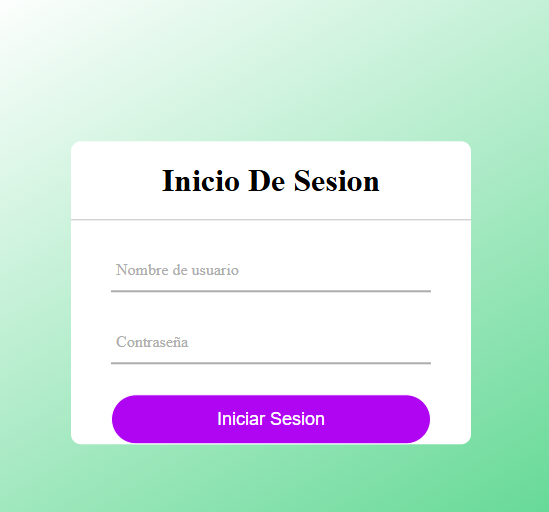 Inicio De Sesion
Nombre de usuario
Contraseña
Iniciar Sesion